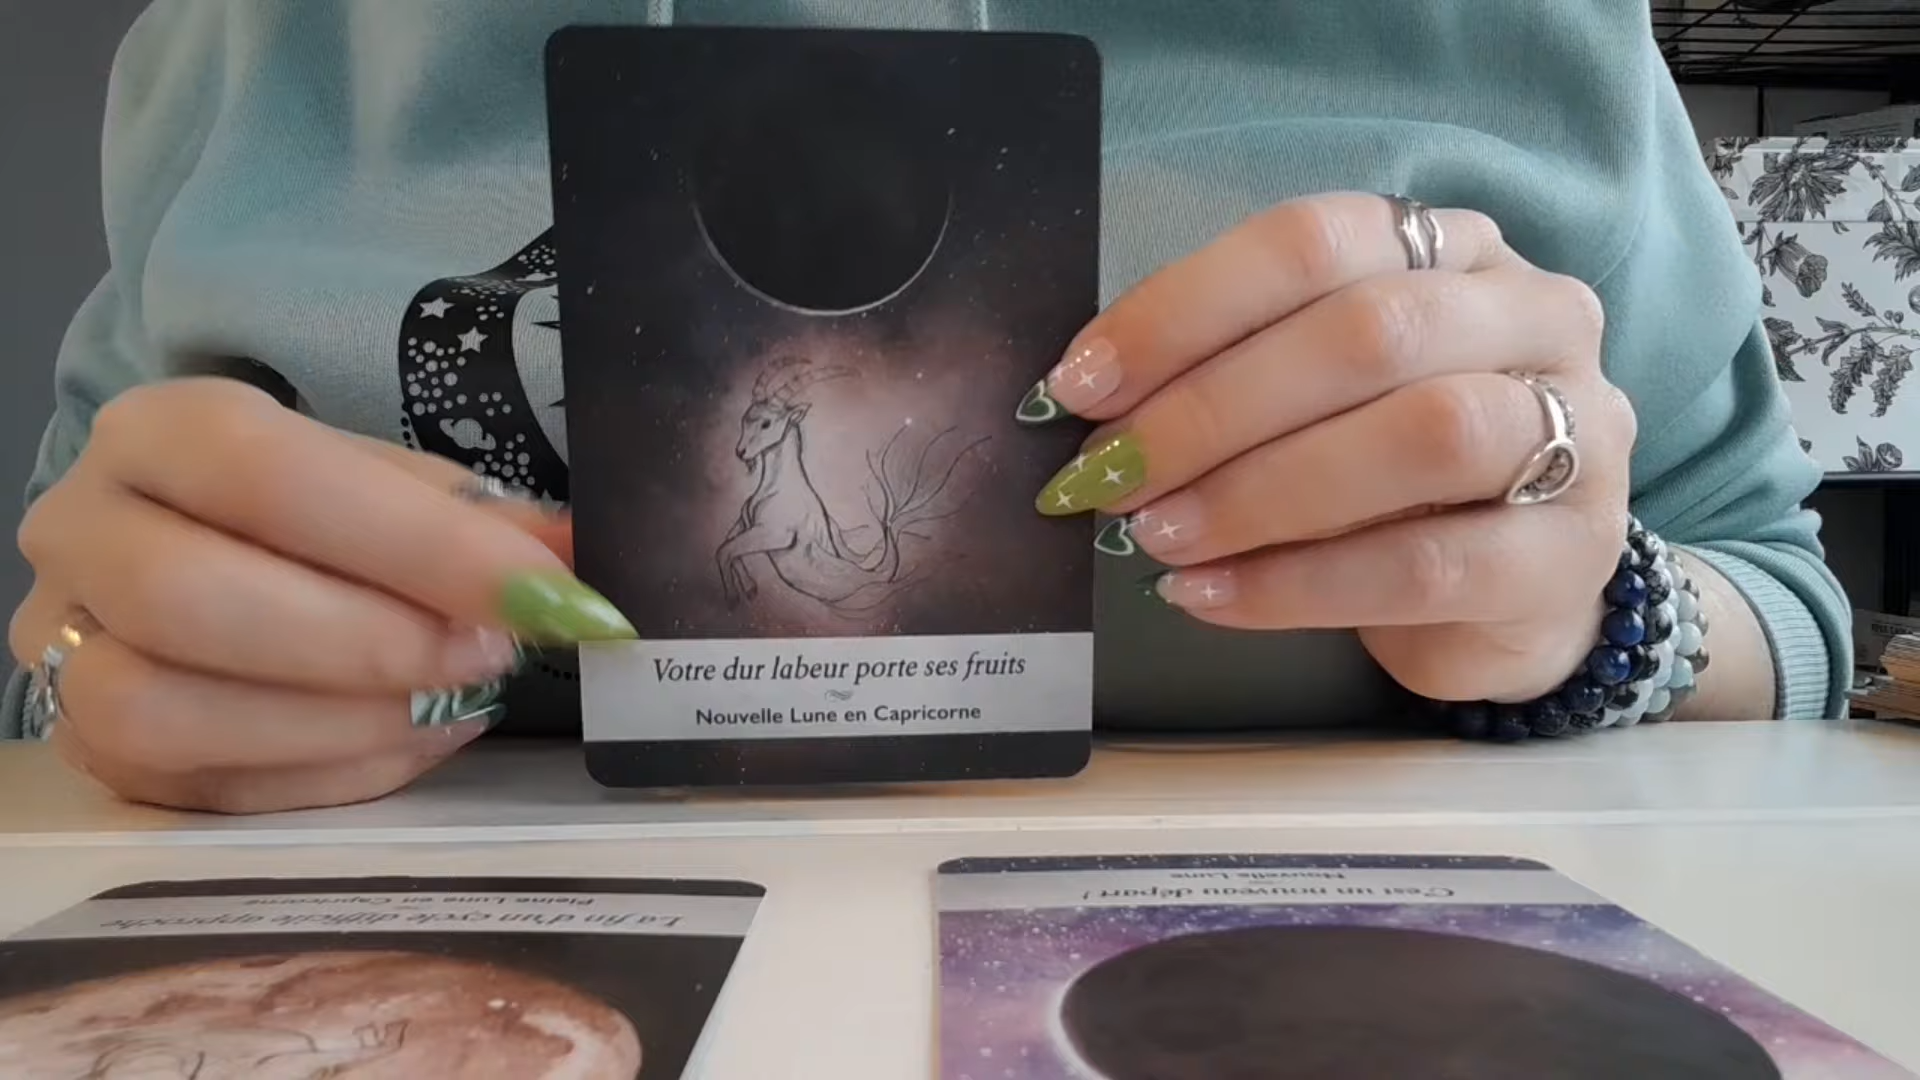 Votre dur labeur porte ses fruits
Nouvelle Lune en Capricorne
La fin d'un cycle difficile approche
Pleine Lune en Capricorne
C'est un nouveau départ !
Nouvelle Lune